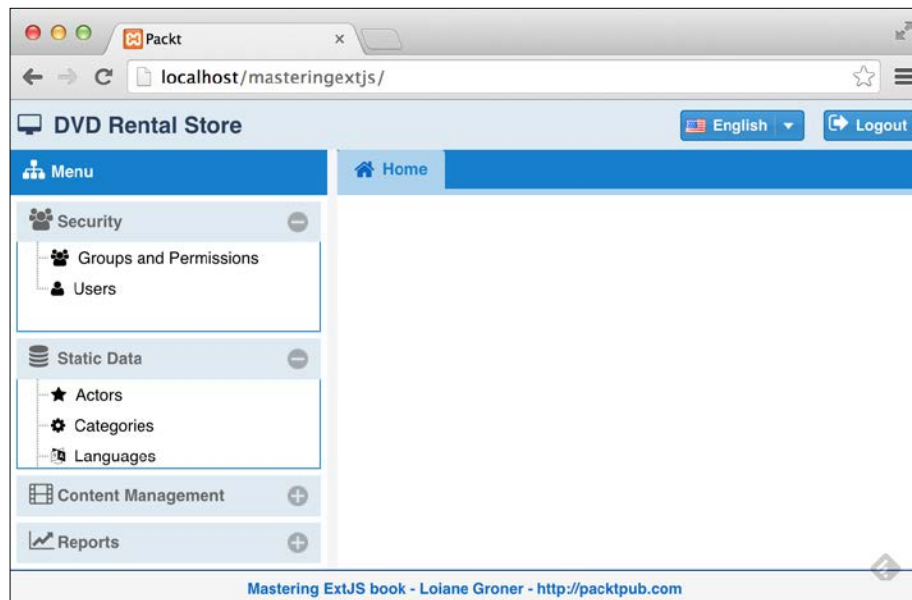 Packt
localhost/masteringextjs/
DVD Rental Store
English
Logout
Menu
Home
Security
Groups and Permissions
Users
Static Data
Actors
Categories
Languages
Content Management
Reports
Mastering ExtJS book - Loiane Groner - http://packtpub.com